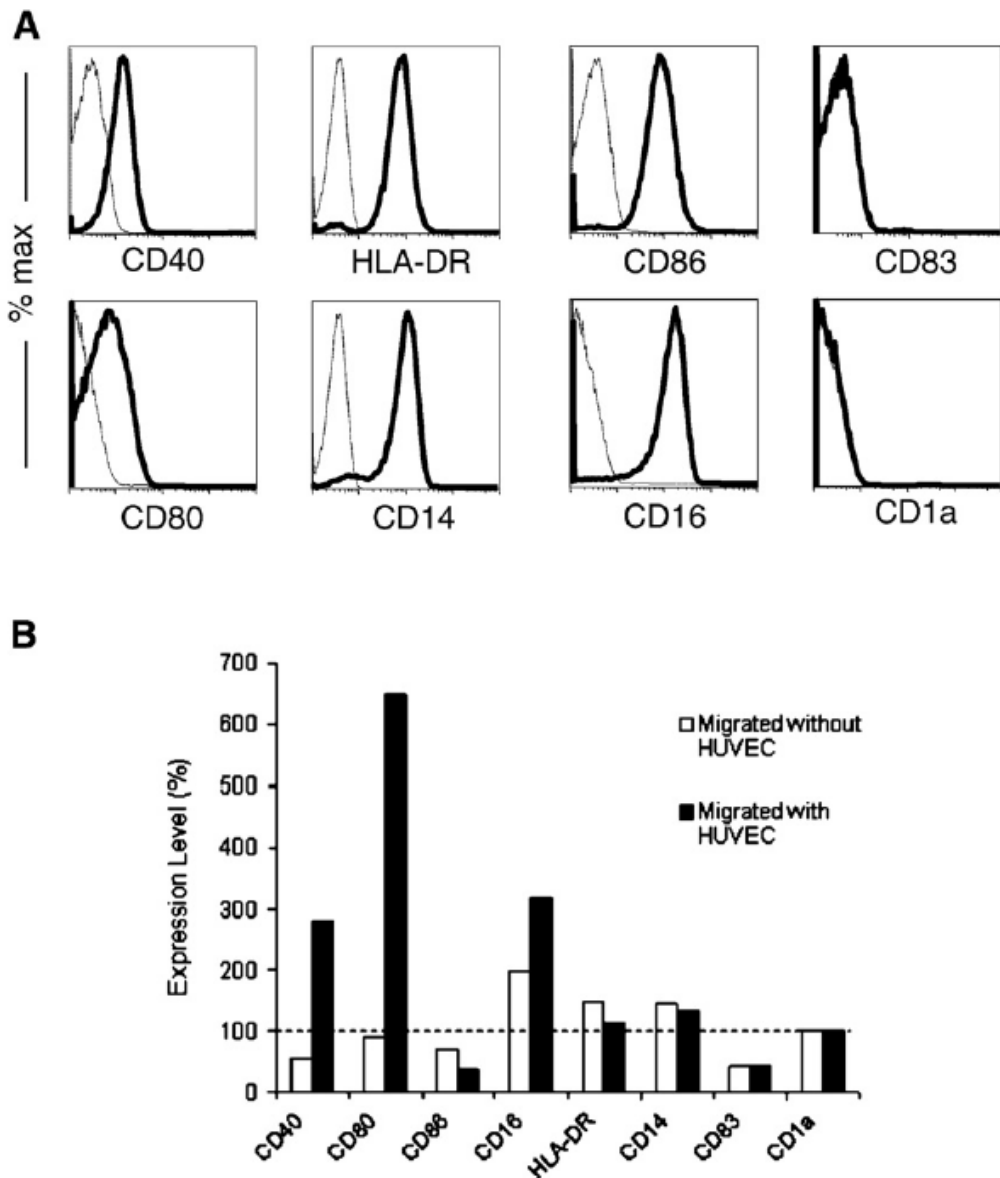 A
% max
CD40
HLA-DR
CD86
CD83
CD80
CD14
CD16
CD1a
B
Expression Level (%)
700
600
500
400
300
200
100
0
Migrated without
HUVEC
Migrated with
HUVEC
CD40
CD80
CD86
CD16
HLA-DR
CD14
CD83
CD1a